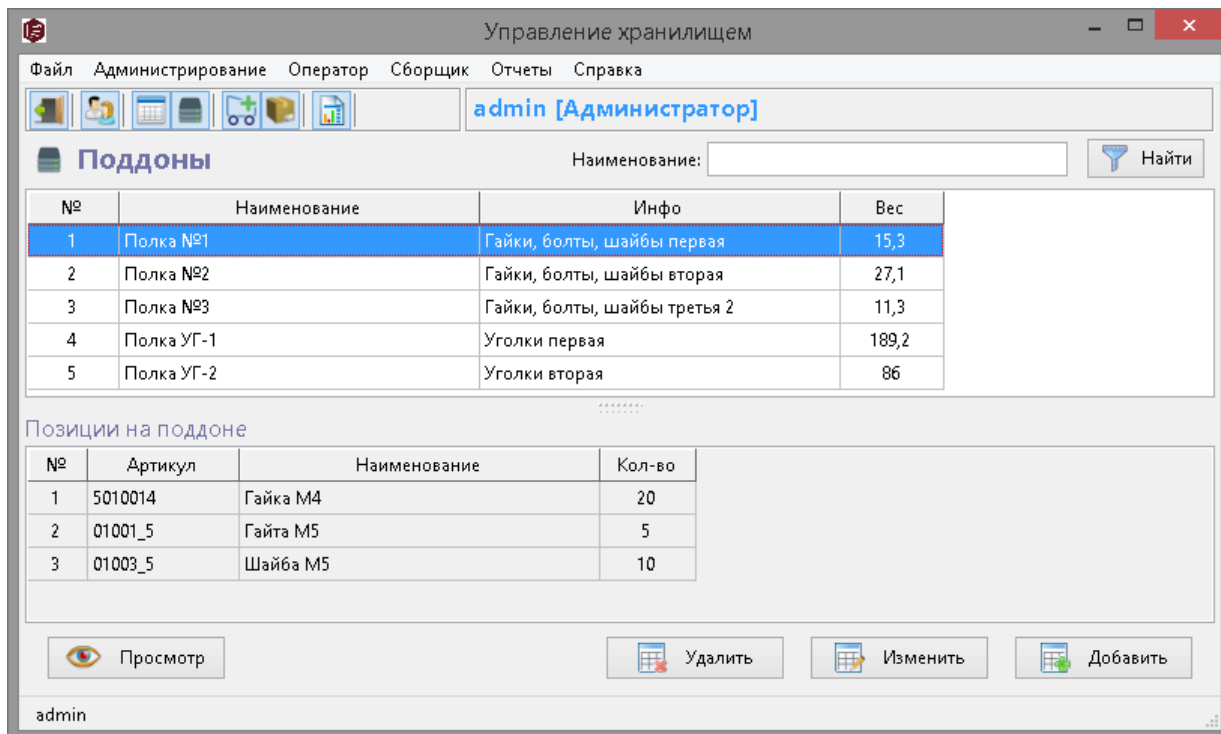 Управление хранилищем
Файл Администрирование Оператор Сборщик Отчеты Справка
admin [Администратор]
Поддоны Наименование: Найти
№ Наименование Инфо Вес
1 Полка №1 Гайки, болты, шайбы первая 15,3
2 Полка №2 Гайки, болты, шайбы вторая 27,1
3 Полка №3 Гайки, болты, шайбы третья 2 11,3
4 Полка УГ-1 Уголки первая 189,2
5 Полка УГ-2 Уголки вторая 86
Позиции на поддоне
№ Артикул Наименование Кол-во
1 5010014 Гайка М4 20
2 01001_5 Гайта М5 5
3 01003_5 Шайба М5 10
Просмотр Удалить Изменить Добавить
admin